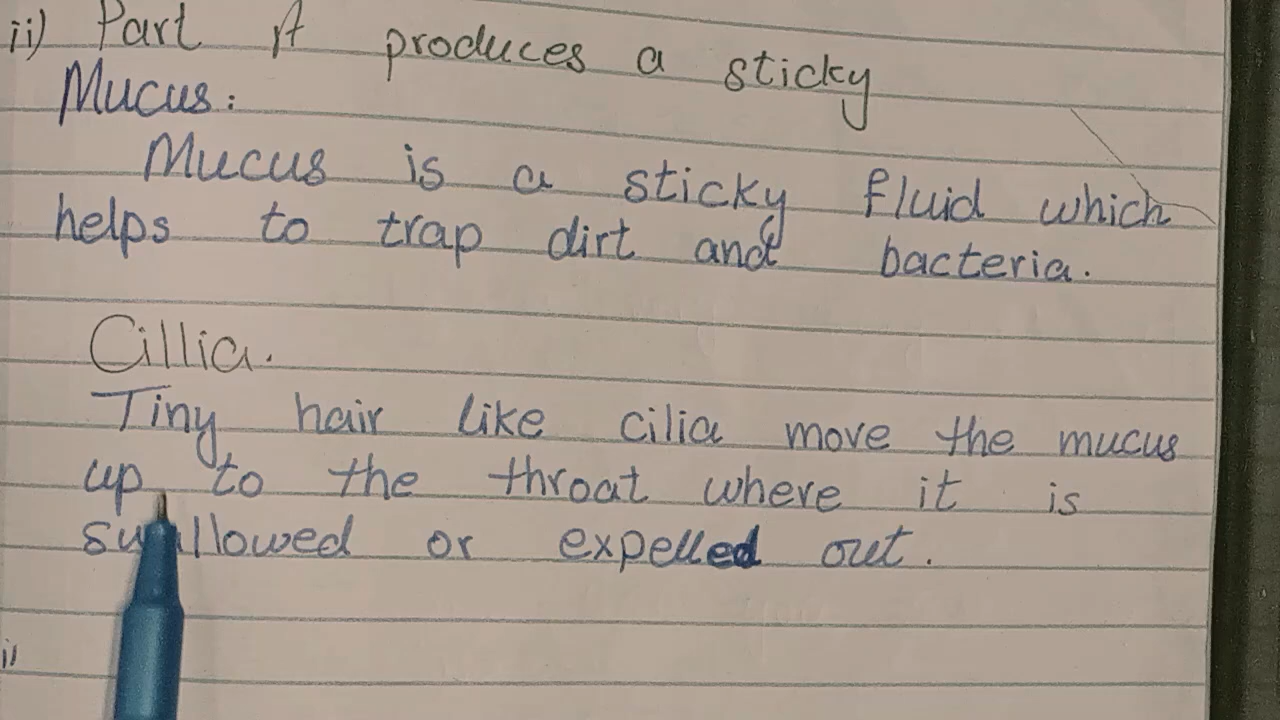 ii) Part A produces a sticky
Mucus:
Mucus is a sticky fluid which
helps to trap dirt and bacteria.
Cillia.
Tiny hair like cilia move the mucus
up to the throat where it is
swallowed or expelled out.